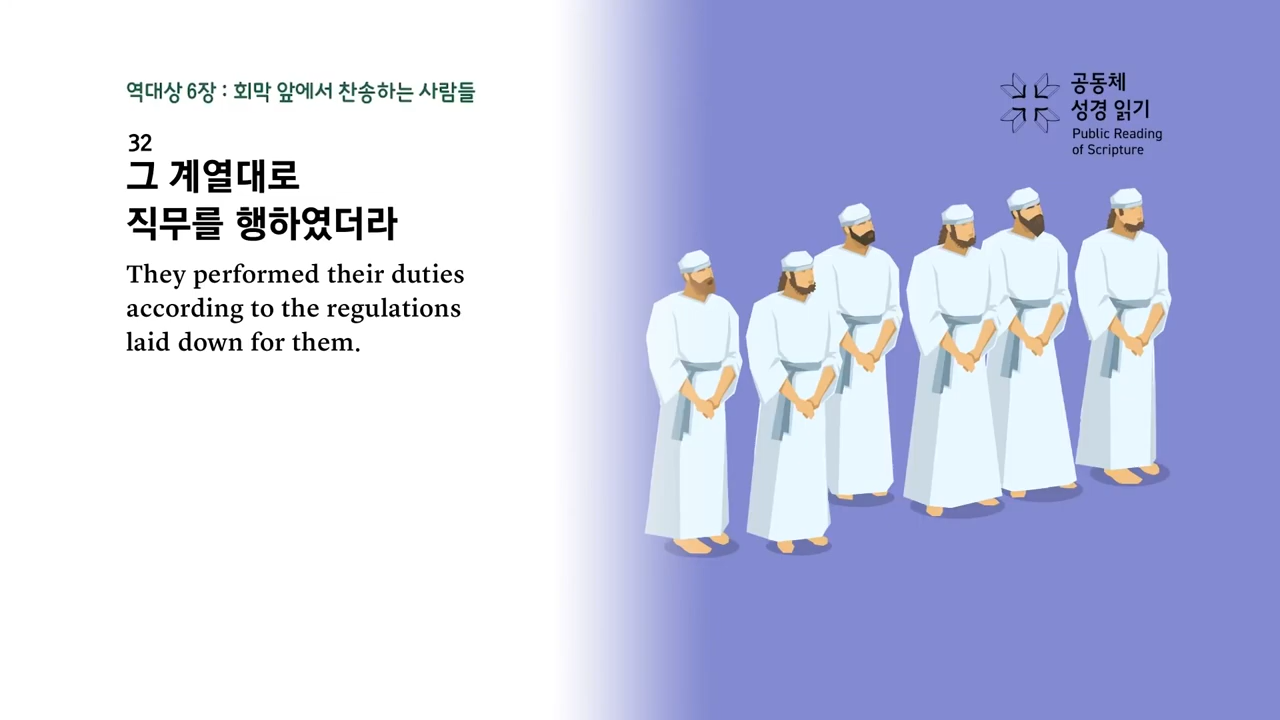 역대상 6장 : 회막 앞에서 찬송하는 사람들
32
그 계열대로
직무를 행하였더라
They performed their duties
according to the regulations
laid down for them.
공동체
성경 읽기
Public Reading
of Scripture